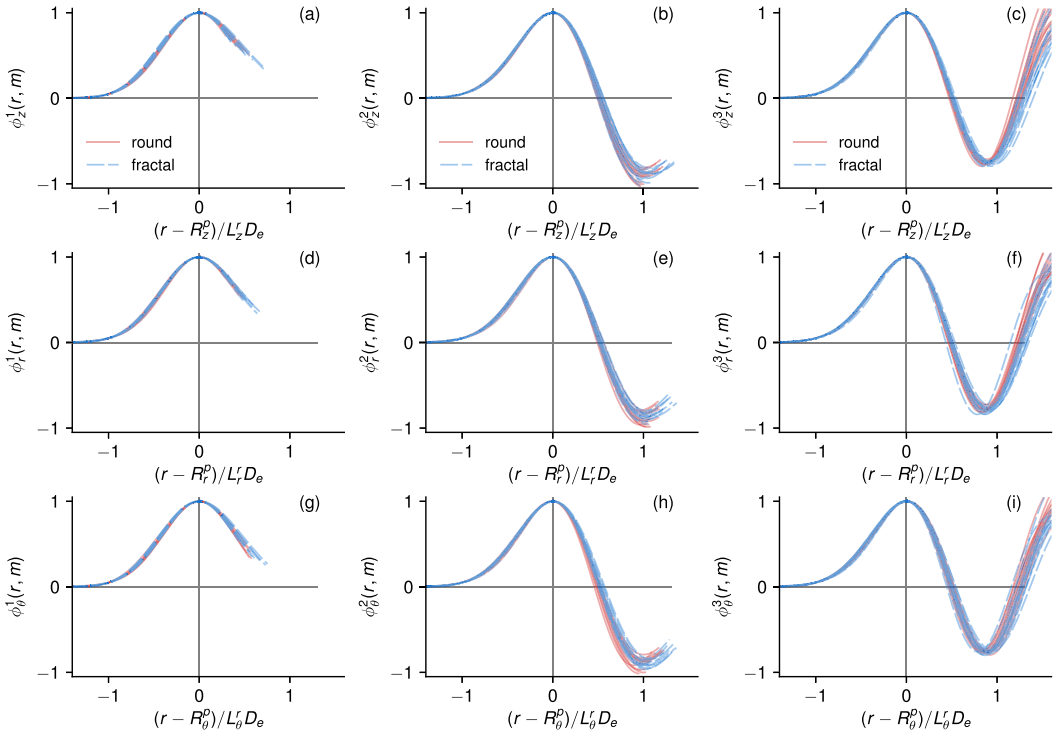 (a) (b) (c)
1 1 1
ϕ_z^1(r, m) ϕ_z^2(r, m) ϕ_z^3(r, m)
0 0 0
round round round
fractal fractal fractal
−1 −1 −1
−1 0 1 −1 0 1 −1 0 1
(r − R_z^p)/L_z^r D_e (r − R_z^p)/L_z^r D_e (r − R_z^p)/L_z^r D_e
(d) (e) (f)
1 1 1
ϕ_r^1(r, m) ϕ_r^2(r, m) ϕ_r^3(r, m)
0 0 0
−1 −1 −1
−1 0 1 −1 0 1 −1 0 1
(r − R_r^p)/L_r^r D_e (r − R_r^p)/L_r^r D_e (r − R_r^p)/L_r^r D_e
(g) (h) (i)
1 1 1
ϕ_θ^1(r, m) ϕ_θ^2(r, m) ϕ_θ^3(r, m)
0 0 0
−1 −1 −1
−1 0 1 −1 0 1 −1 0 1
(r − R_θ^p)/L_θ^r D_e (r − R_θ^p)/L_θ^r D_e (r − R_θ^p)/L_θ^r D_e